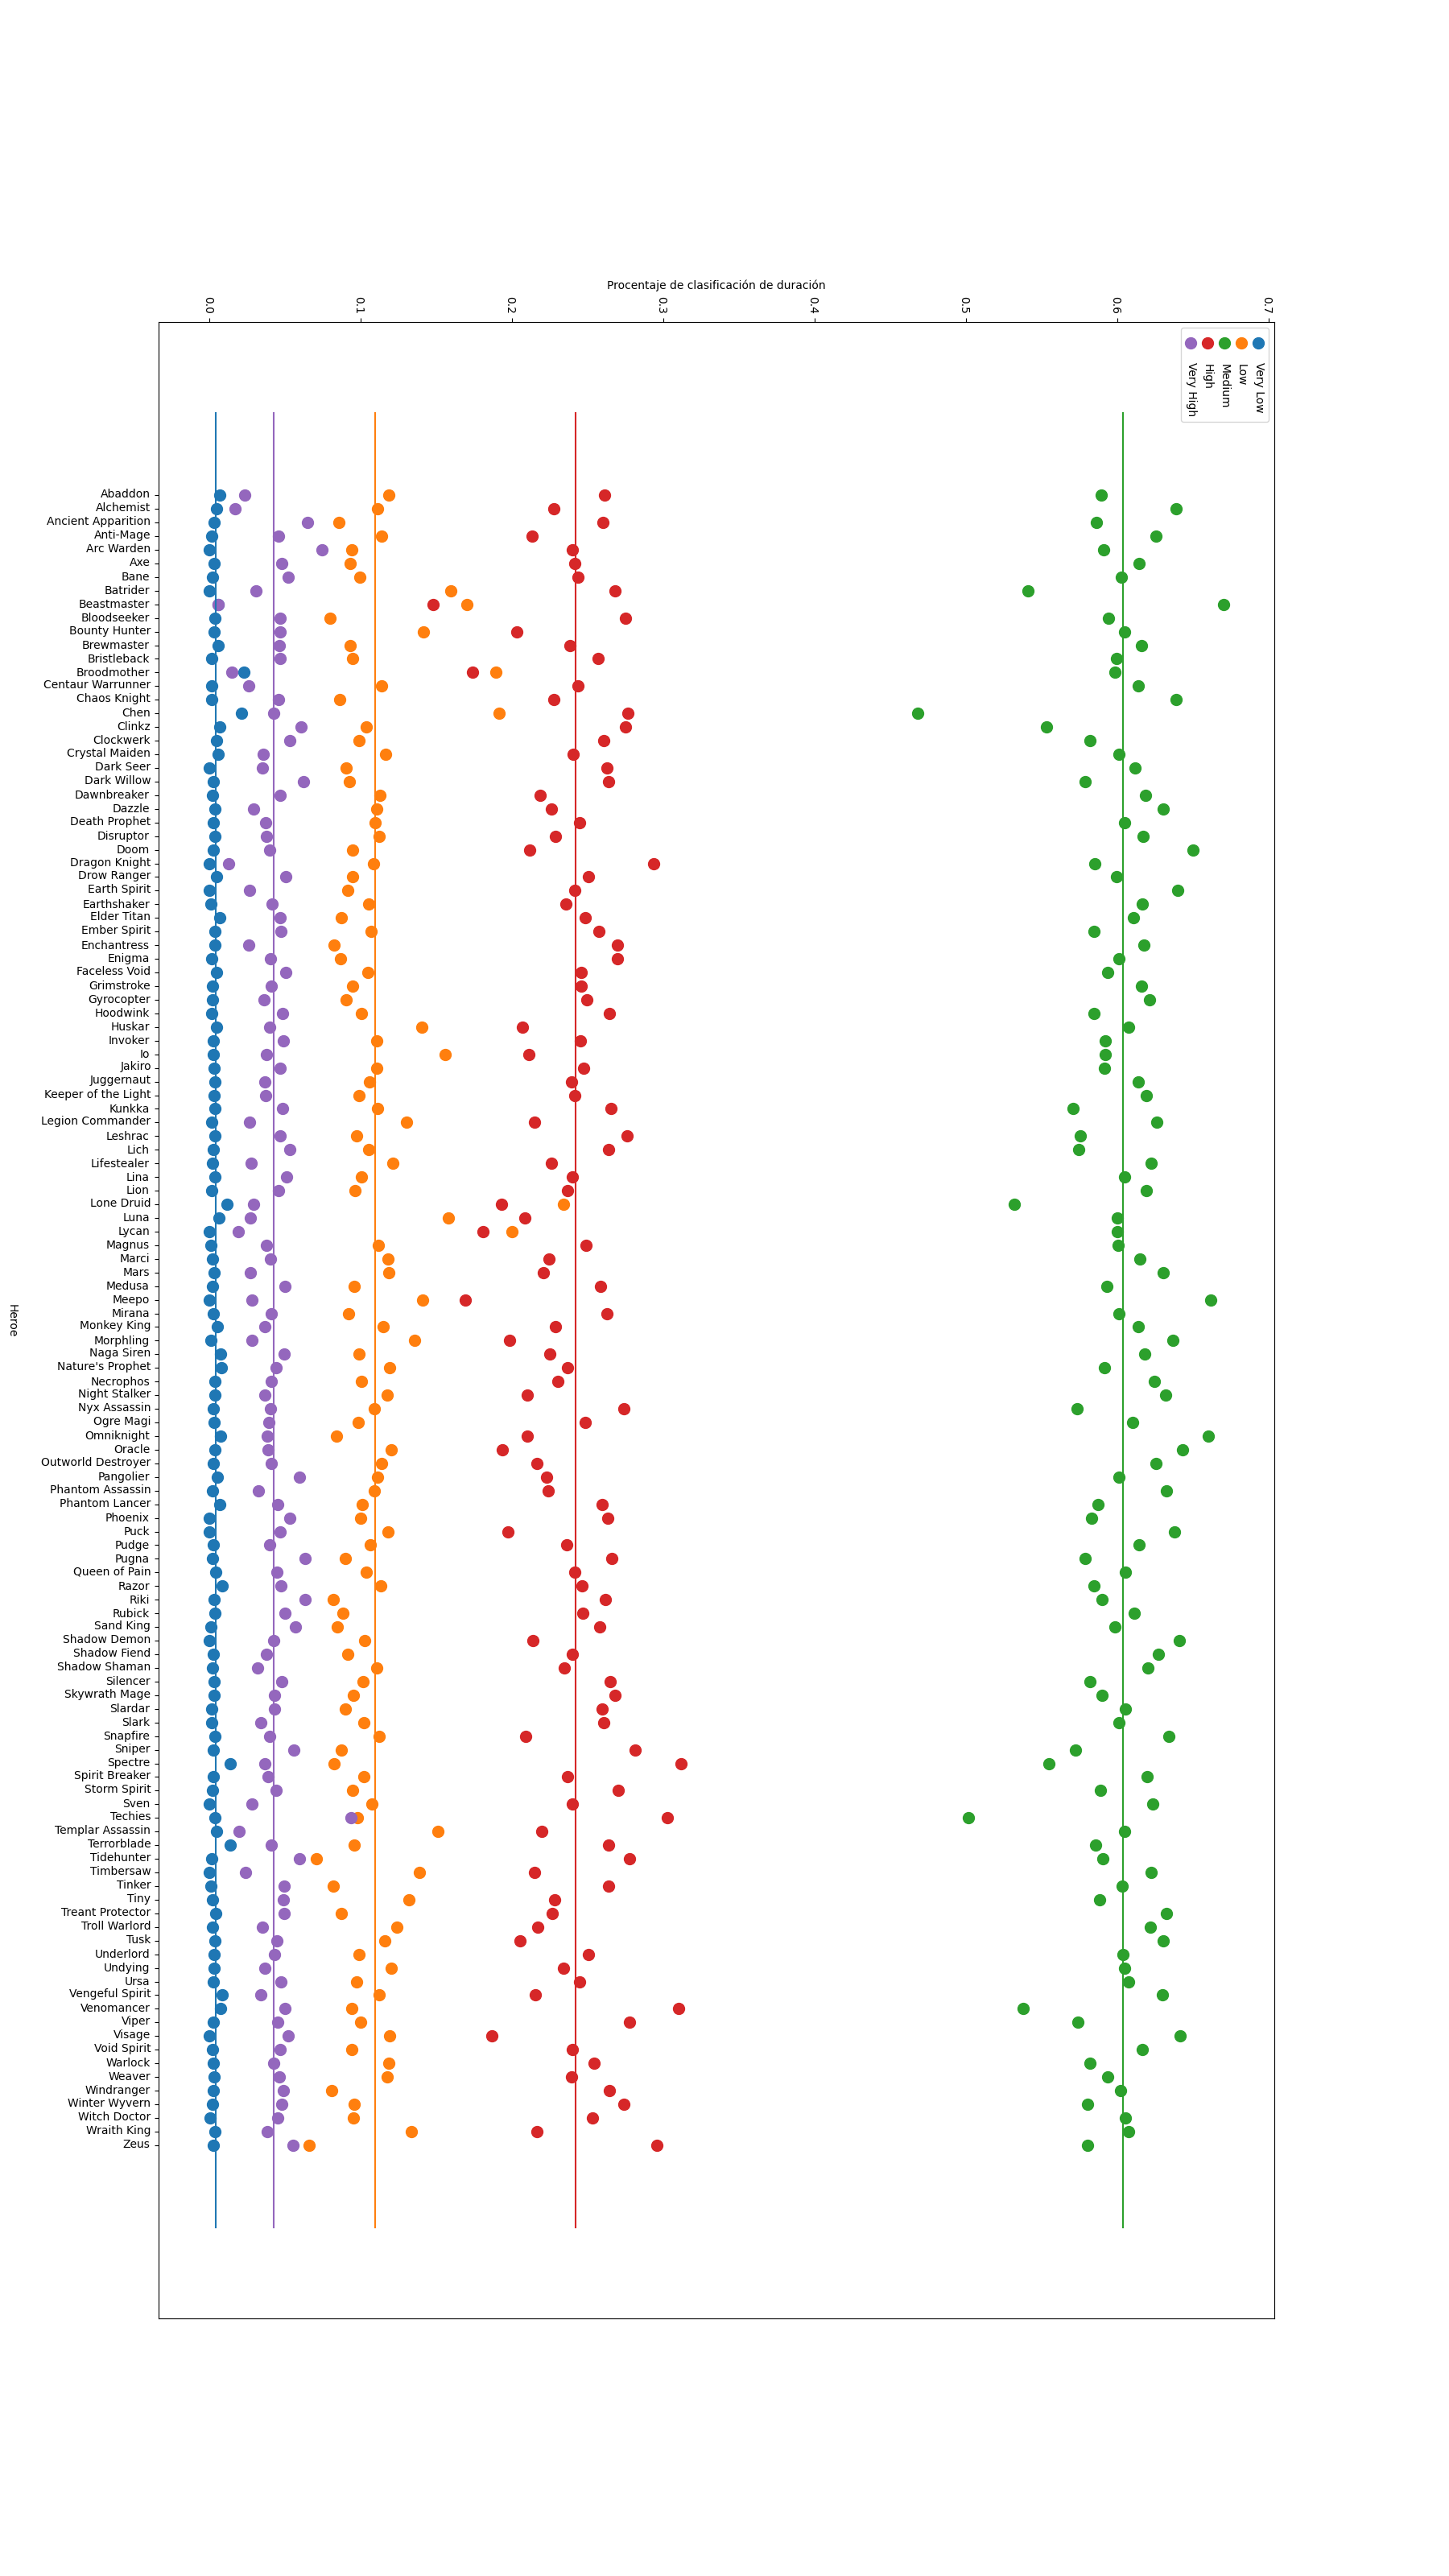 Procentaje de clasificación de duración
0.0
0.1
0.2
0.3
0.4
0.5
0.6
0.7
Very Low
Low
Medium
High
Very High
Abaddon
Alchemist
Ancient Apparition
Anti-Mage
Arc Warden
Axe
Bane
Batrider
Beastmaster
Bloodseeker
Bounty Hunter
Brewmaster
Bristleback
Broodmother
Centaur Warrunner
Chaos Knight
Chen
Clinkz
Clockwerk
Crystal Maiden
Dark Seer
Dark Willow
Dawnbreaker
Dazzle
Death Prophet
Disruptor
Doom
Dragon Knight
Drow Ranger
Earth Spirit
Earthshaker
Elder Titan
Ember Spirit
Enchantress
Enigma
Faceless Void
Grimstroke
Gyrocopter
Hoodwink
Huskar
Invoker
Io
Jakiro
Juggernaut
Keeper of the Light
Kunkka
Legion Commander
Leshrac
Lich
Lifestealer
Lina
Lion
Lone Druid
Luna
Lycan
Magnus
Marci
Mars
Medusa
Meepo
Mirana
Monkey King
Morphling
Naga Siren
Nature's Prophet
Necrophos
Night Stalker
Nyx Assassin
Ogre Magi
Omniknight
Oracle
Outworld Destroyer
Pangolier
Phantom Assassin
Phantom Lancer
Phoenix
Puck
Pudge
Pugna
Queen of Pain
Razor
Riki
Rubick
Sand King
Shadow Demon
Shadow Fiend
Shadow Shaman
Silencer
Skywrath Mage
Slardar
Slark
Snapfire
Sniper
Spectre
Spirit Breaker
Storm Spirit
Sven
Techies
Templar Assassin
Terrorblade
Tidehunter
Timbersaw
Tinker
Tiny
Treant Protector
Troll Warlord
Tusk
Underlord
Undying
Ursa
Vengeful Spirit
Venomancer
Viper
Visage
Void Spirit
Warlock
Weaver
Windranger
Winter Wyvern
Witch Doctor
Wraith King
Zeus
Heroe